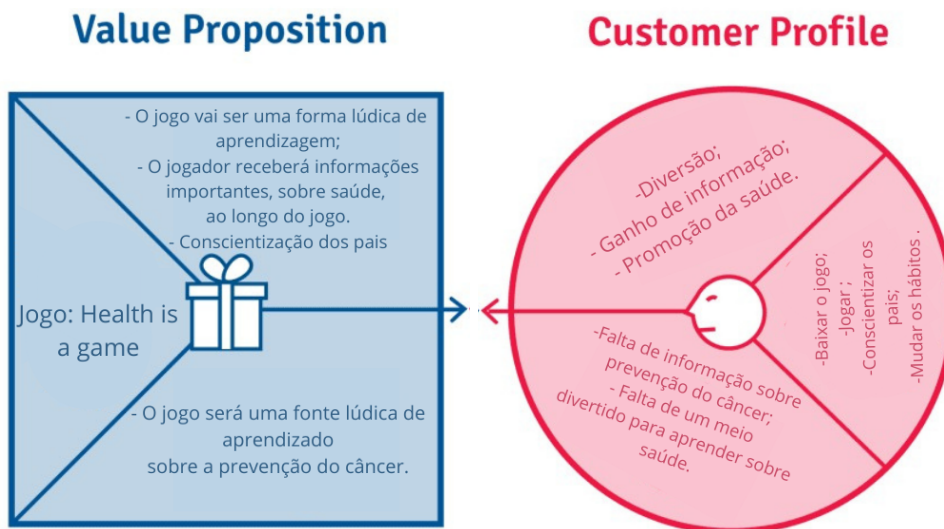 Value Proposition
Customer Profile
- O jogo vai ser uma forma lúdica de
aprendizagem;
- O jogador receberá informações
importantes, sobre saúde,
ao longo do jogo.
- Conscientização dos pais
Jogo: Health is
a game
- O jogo será uma fonte lúdica de
aprendizado
sobre a prevenção do câncer.
-Diversão;
- Ganho de informação;
- Promoção da saúde.
-Baixar o jogo;
-Jogar ;
-Conscientizar os
pais;
-Mudar os hábitos .
-Falta de informação sobre
prevenção do câncer;
- Falta de um meio
divertido para aprender sobre
saúde.